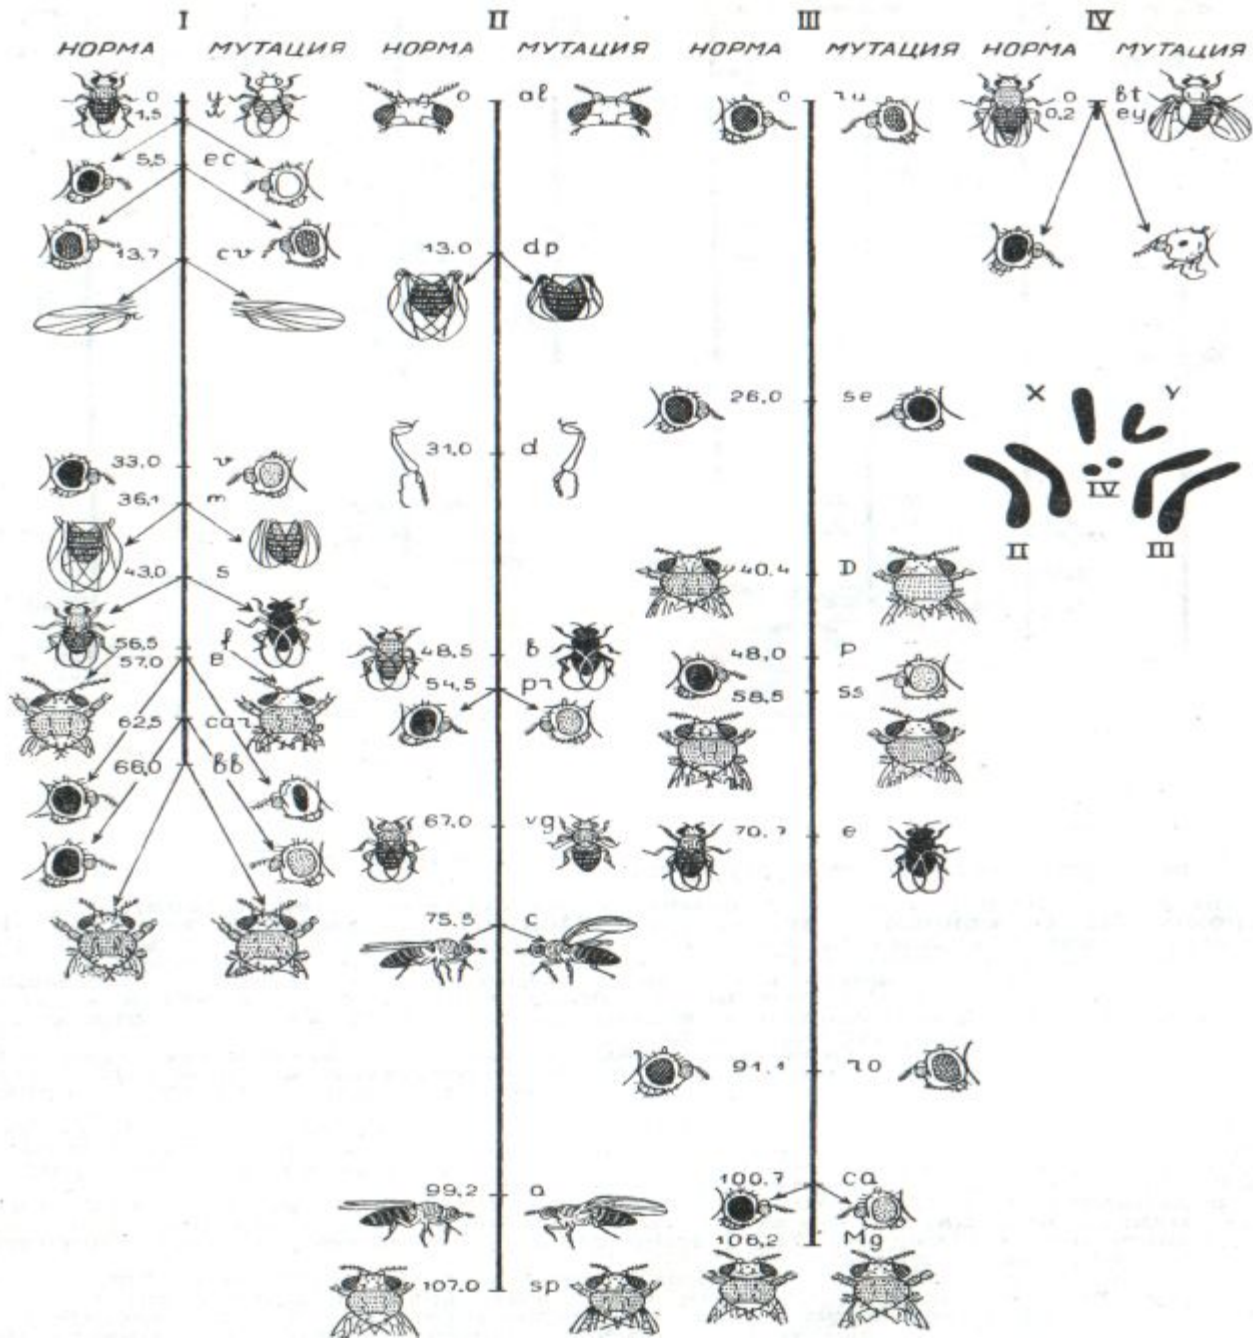 I II III IV
НОРМА МУТАЦИЯ НОРМА МУТАЦИЯ НОРМА МУТАЦИЯ НОРМА МУТАЦИЯ
0 y 0 al 0 ru 0 bt
1,5 0,2 ey
5,5 ec
13,7 cv 13.0 dp
26,0 se
X Y
31,0 d
33,0 v
IV
36,1 m
II III
43,0 s 40.4 D
56,5 f 48,5 b 48,0 P
57,0 B 54,5 pr 58,5 ss
62,5 car
66,0 bb
67,0 vg 70.7 e
75.5 c
91,1 ro
99,2 a 100.7 ca
106,2 Mg
107.0 sp